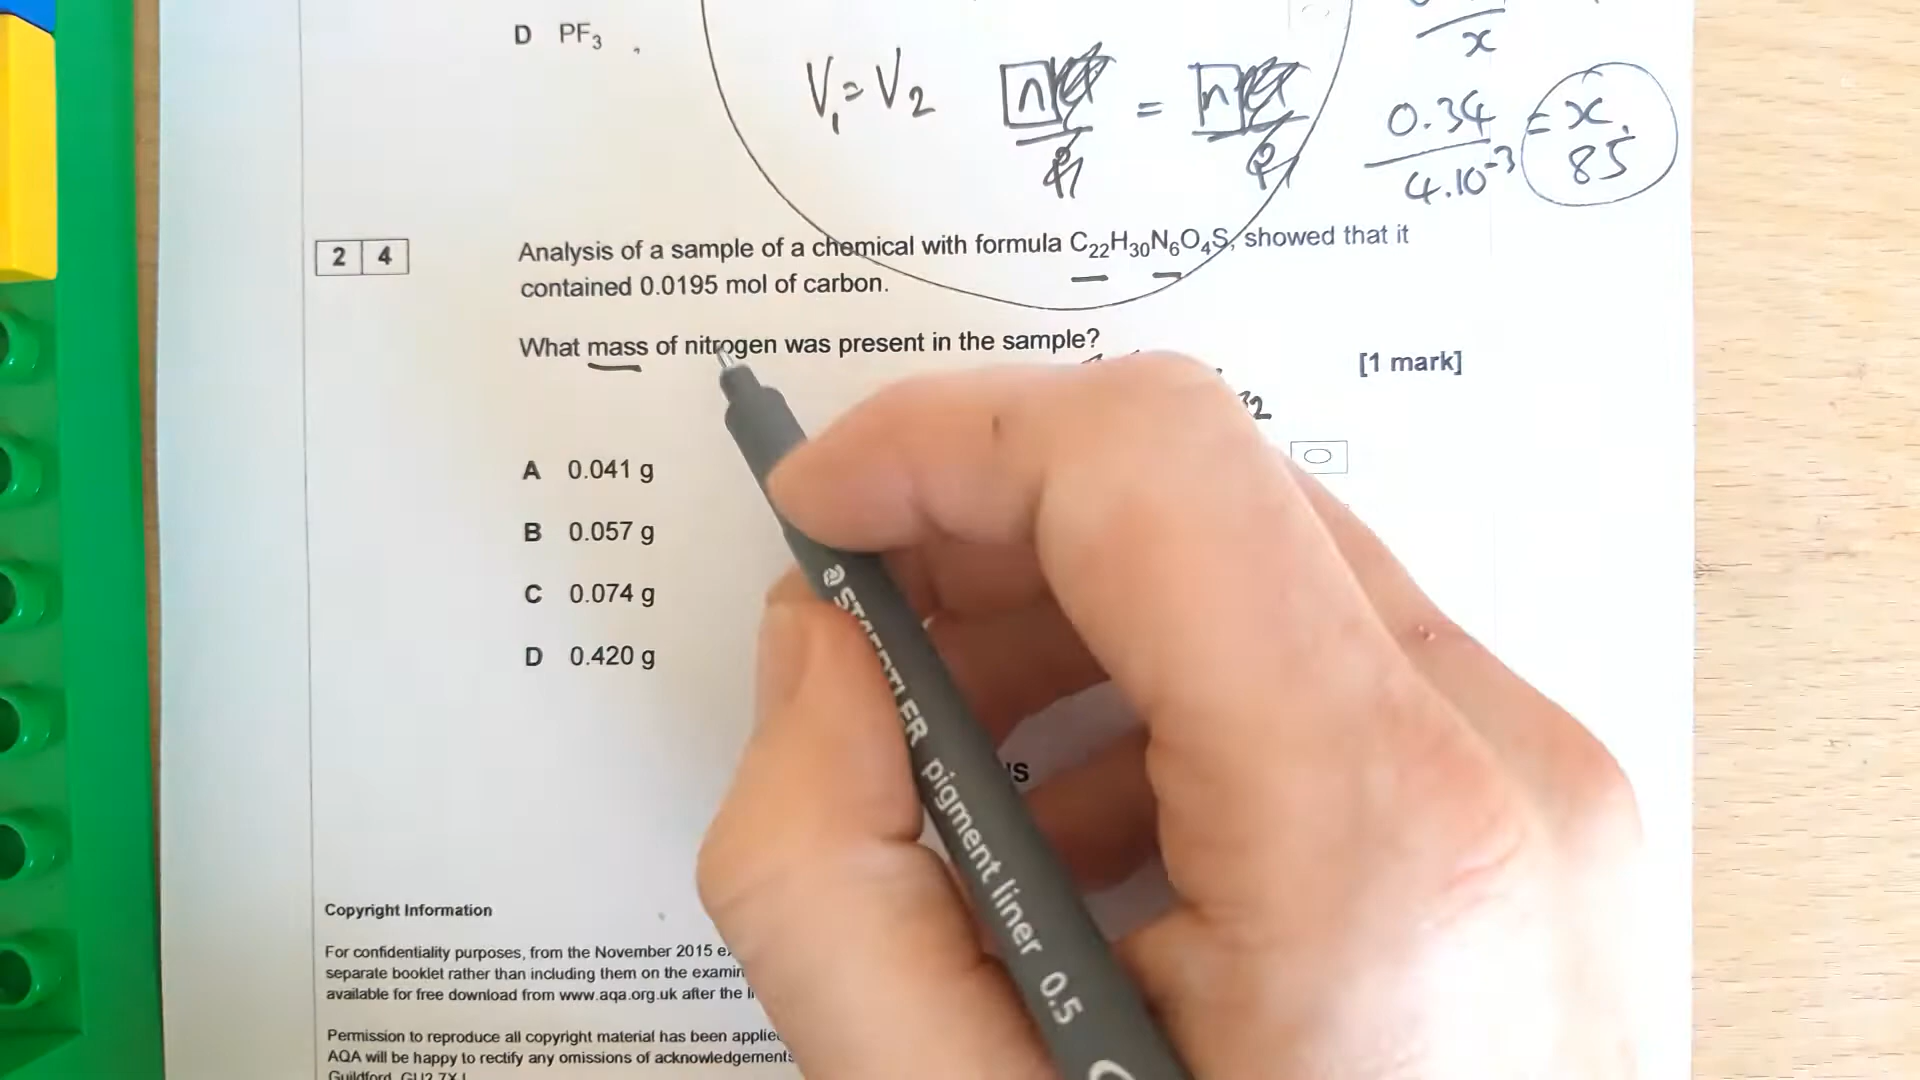 D PF3
V1 = V2
n = n
x
0.34 = x
4.10-3 85
2 4
Analysis of a sample of a chemical with formula C22H30N6O4S, showed that it
contained 0.0195 mol of carbon.
What mass of nitrogen was present in the sample?
[1 mark]
32
A 0.041 g
B 0.057 g
C 0.074 g
D 0.420 g
STAEDTLER pigment liner 0.5
Copyright Information
For confidentiality purposes, from the November 2015
separate booklet rather than including them on the
available for free download from www.aqa.org.uk after the
Permission to reproduce all copyright material has been
AQA will be happy to rectify any omissions of acknowledgements
Guildford, GU2 7XJ